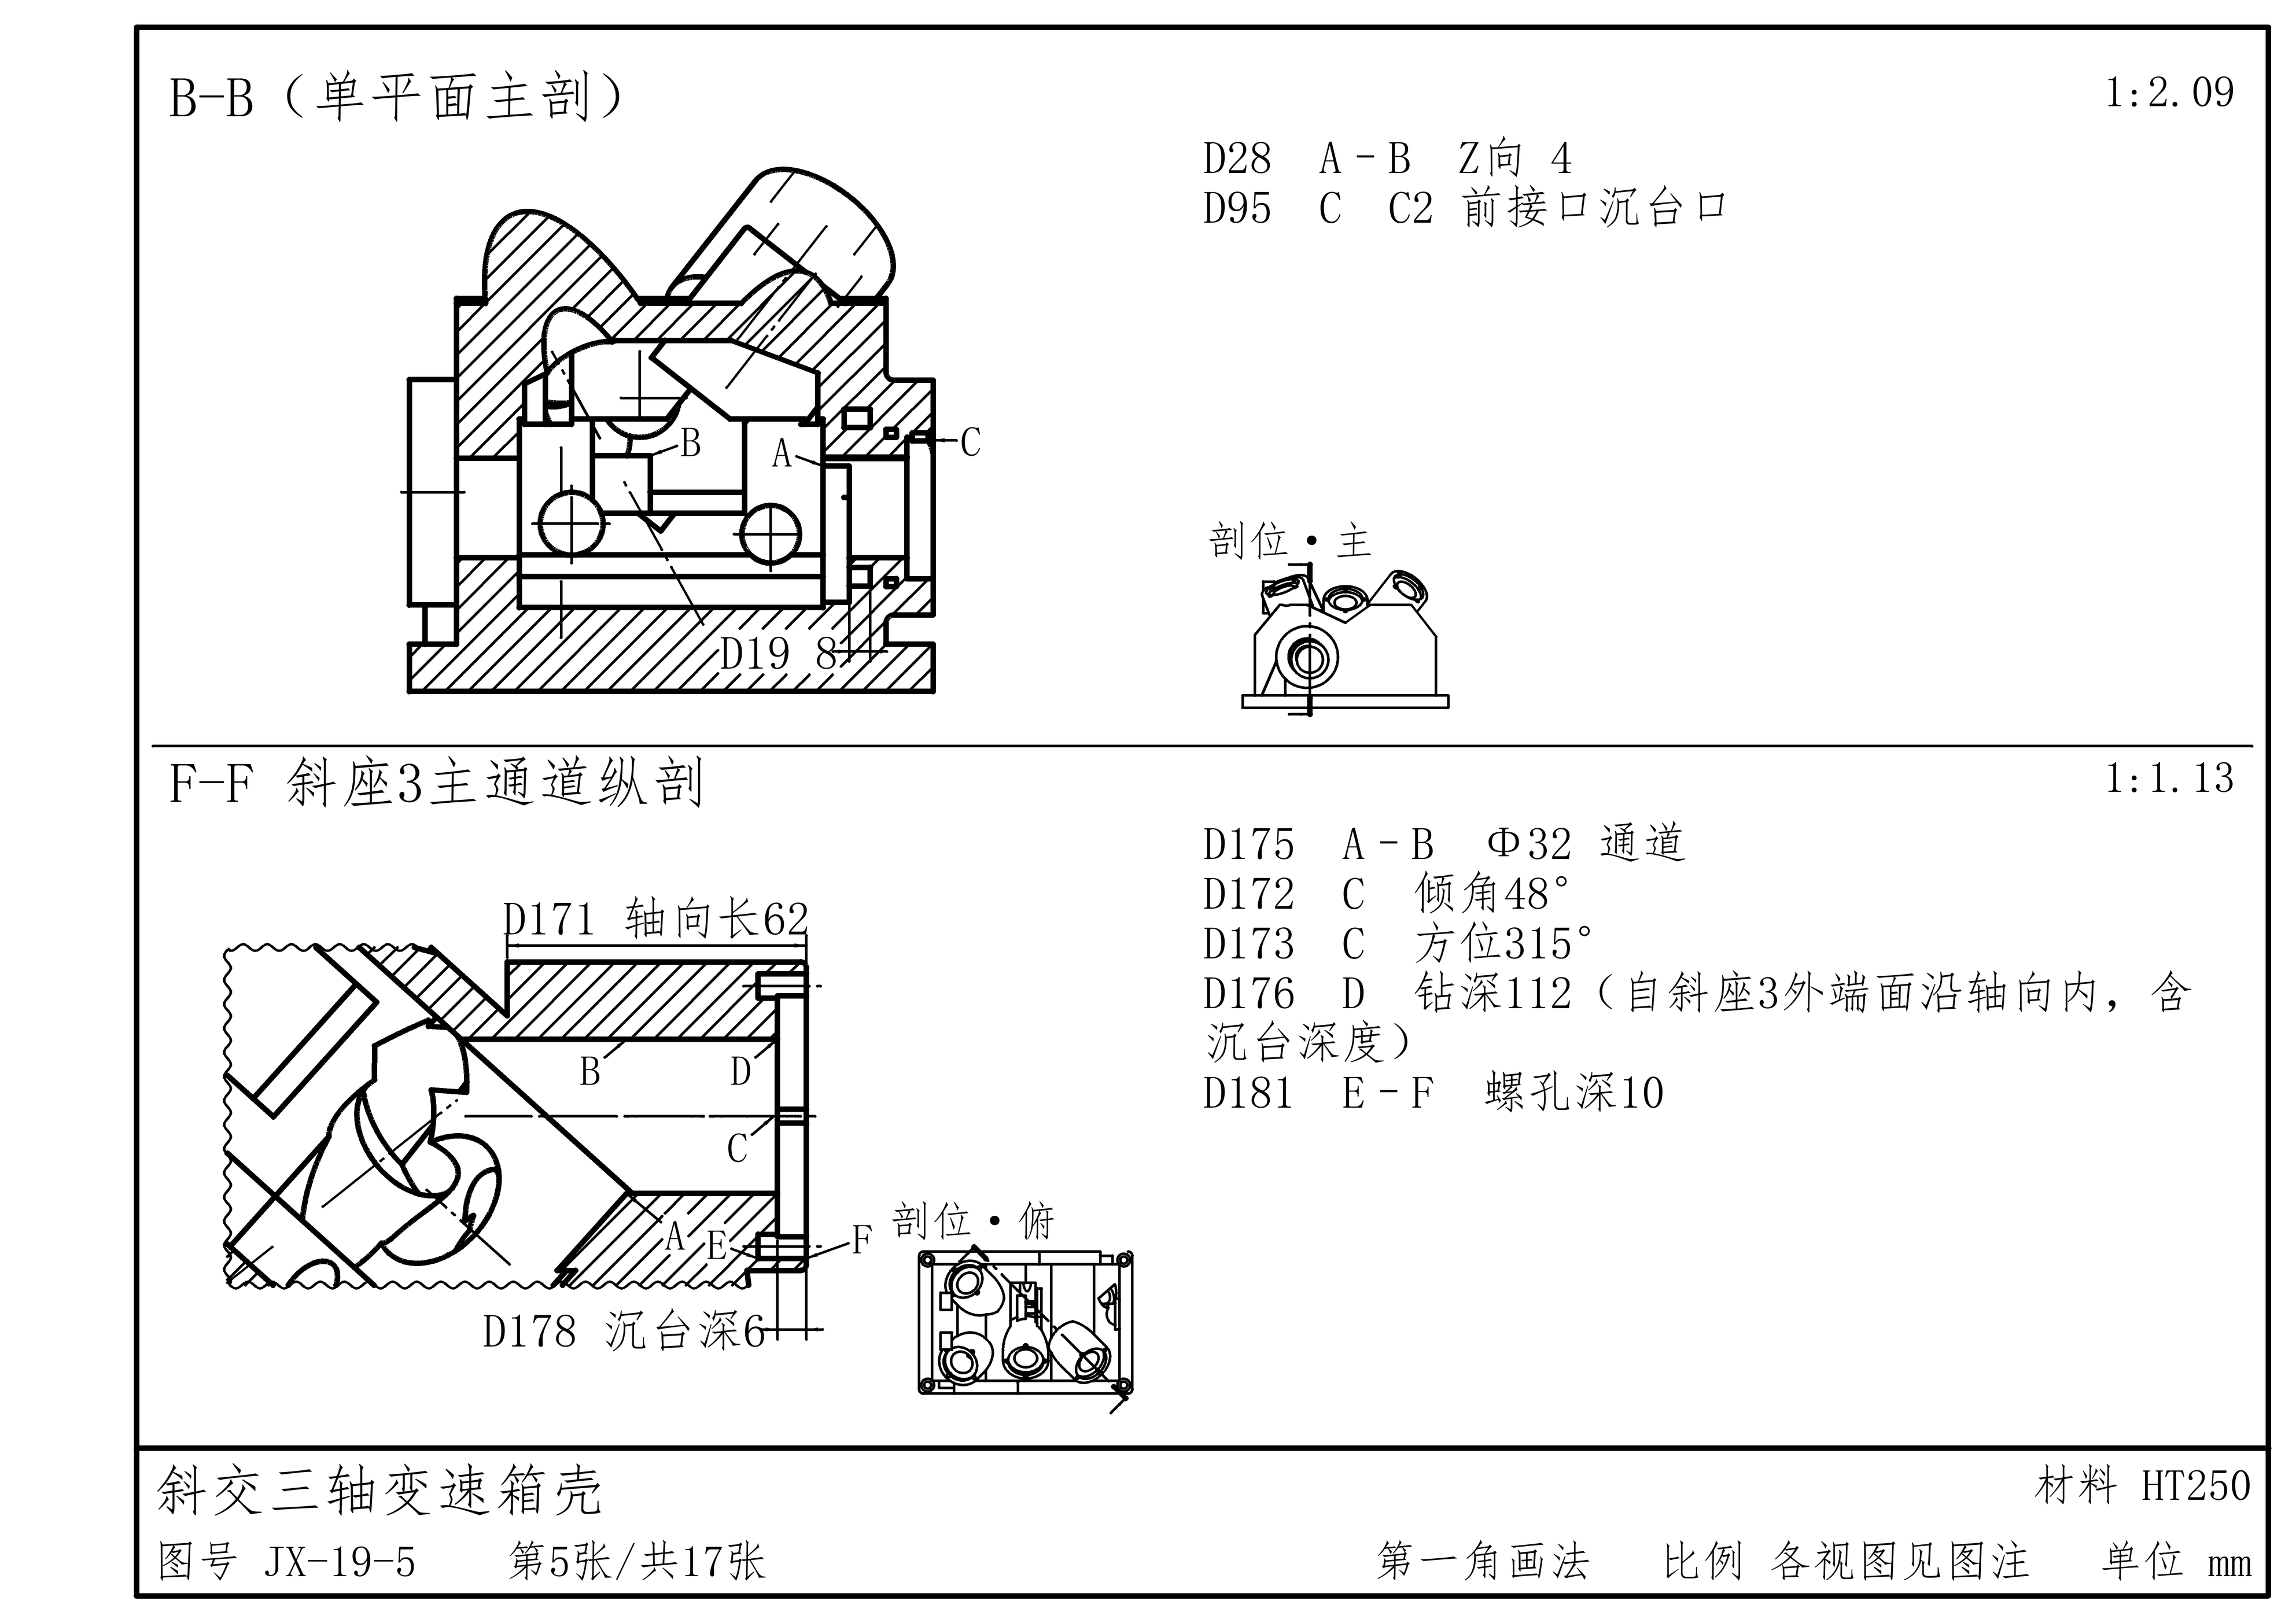 B-B（单平面主剖）
1:2.09
D28 A-B Z向 4
D95 C C2 前接口沉台口
B
A
C
剖位·主
D19 8
F-F 斜座3主通道纵剖
1:1.13
D175 A-B Φ32 通道
D172 C 倾角48°
D173 C 方位315°
D176 D 钻深112（自斜座3外端面沿轴向内，含
沉台深度）
D181 E-F 螺孔深10
D171 轴向长62
B
D
C
A
E
F
剖位·俯
D178 沉台深6
斜交三轴变速箱壳
材料 HT250
图号 JX-19-5 第5张/共17张
第一角画法 比例 各视图见图注 单位 mm